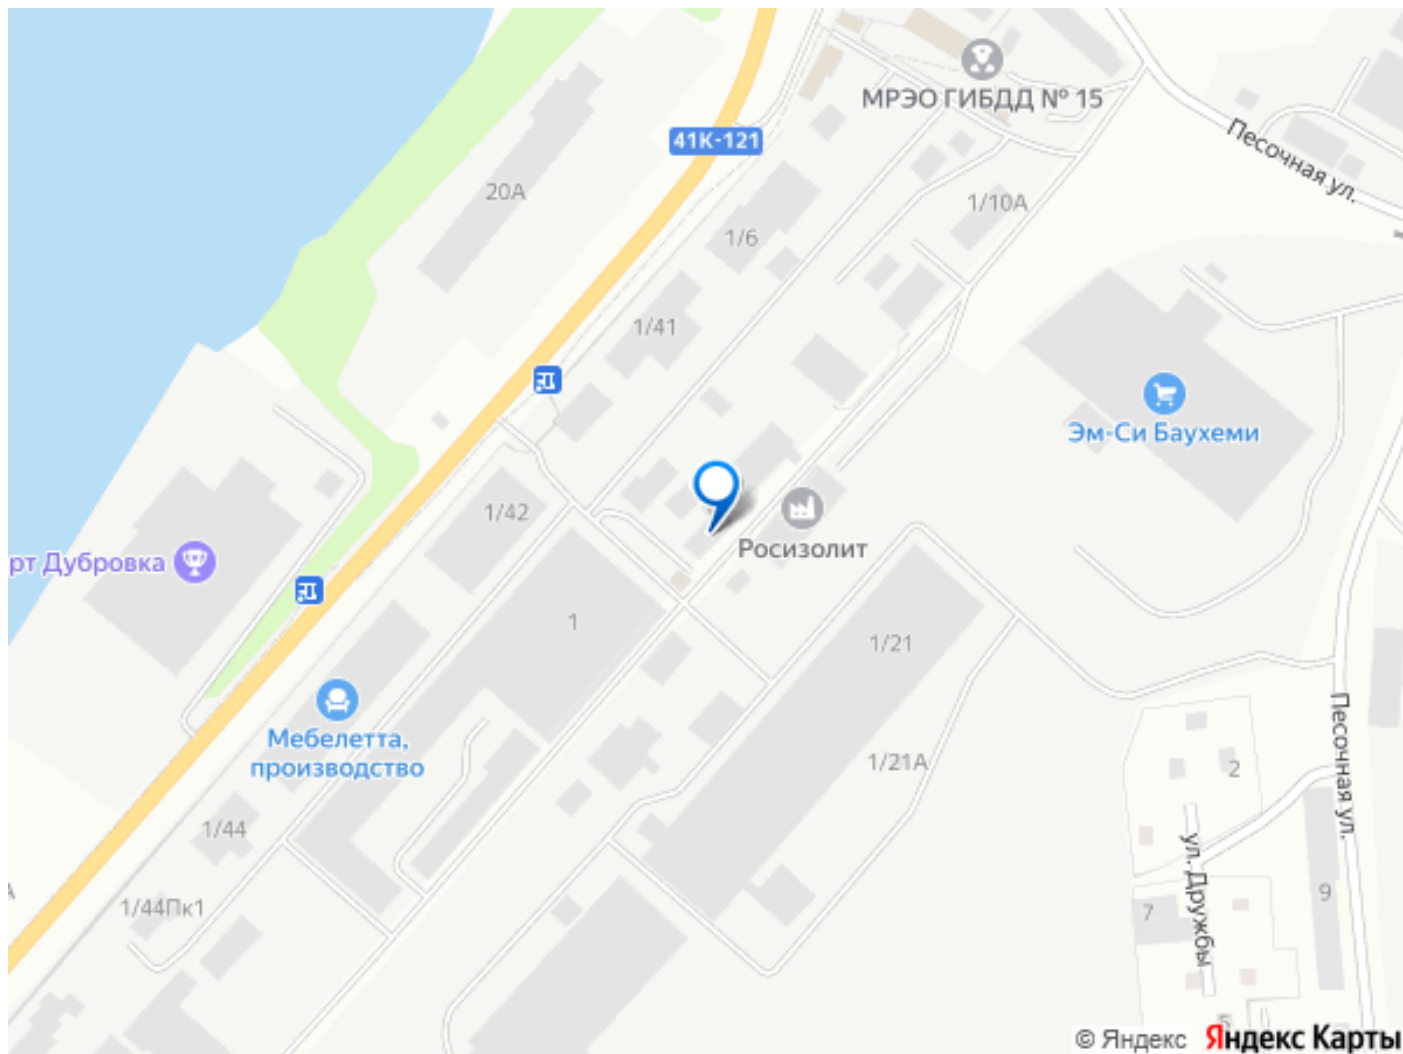 МРЭО ГИБДД № 15
41К-121
Песочная ул.
20А
1/10А
1/6
1/41
Эм-Си Баухеми
1/42
Росизолит
рт Дубровка
1
1/21
Мебелетта,
производство
1/21А
Песочная ул.
2
1/44
ул. Дружбы
9
1/44Пк1
7
5
© Яндекс Яндекс Карты